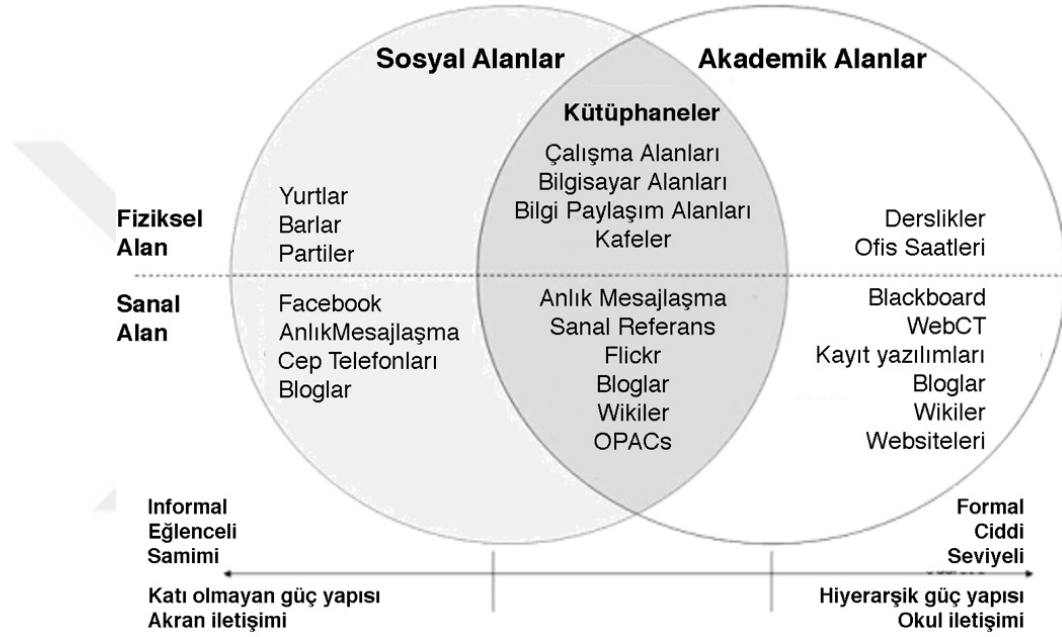 Sosyal Alanlar
Akademik Alanlar
Kütüphaneler
Çalışma Alanları
Bilgisayar Alanları
Bilgi Paylaşım Alanları
Kafeler
Fiziksel
Alan
Yurtlar
Barlar
Partiler
Derslikler
Ofis Saatleri
Sanal
Alan
Facebook
AnlıkMesajlaşma
Cep Telefonları
Bloglar
Anlık Mesajlaşma
Sanal Referans
Flickr
Bloglar
Wikiler
OPACs
Blackboard
WebCT
Kayıt yazılımları
Bloglar
Wikiler
Websiteleri
Informal
Eğlenceli
Samimi
Formal
Ciddi
Seviyeli
Katı olmayan güç yapısı
Akran iletişimi
Hiyerarşik güç yapısı
Okul iletişimi